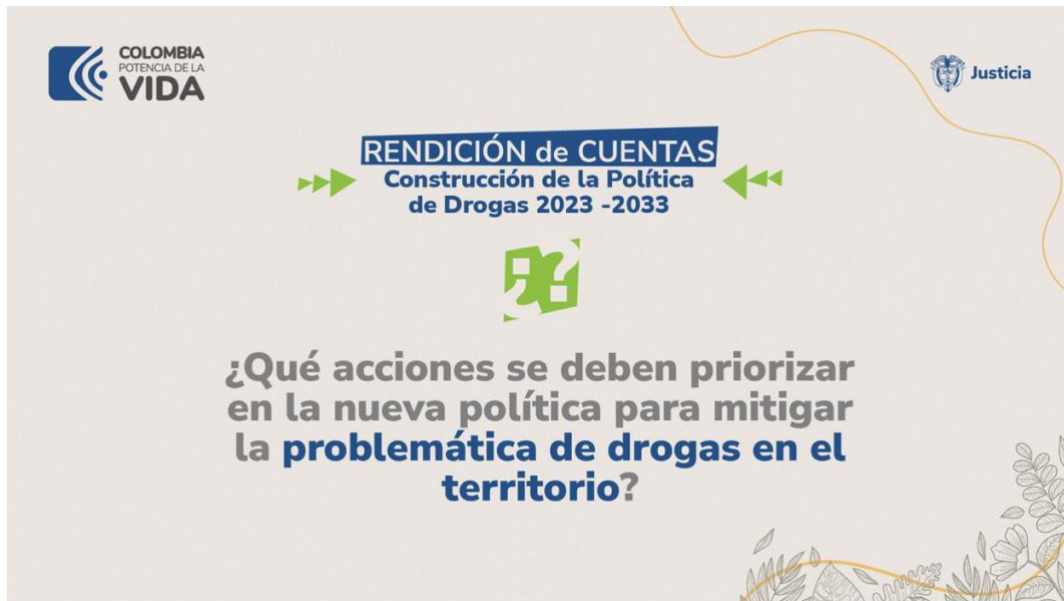 COLOMBIA
POTENCIA DE LA
VIDA
Justicia
RENDICIÓN de CUENTAS
Construcción de la Política
de Drogas 2023 -2033
¿?
¿Qué acciones se deben priorizar
en la nueva política para mitigar
la problemática de drogas en el
territorio?